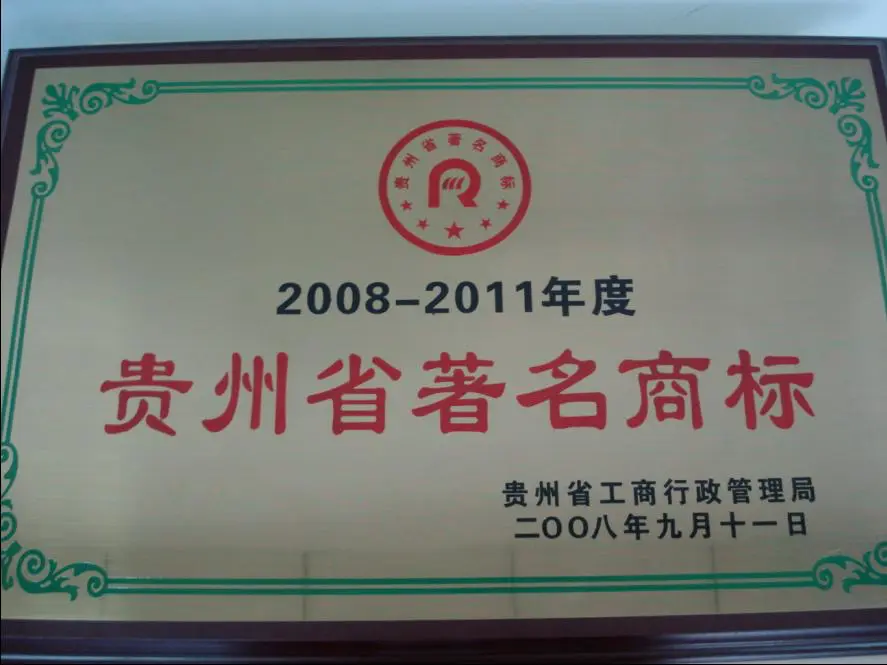 贵州省著名商标
R
2008-2011年度
贵州省著名商标
贵州省工商行政管理局
二〇〇八年九月十一日